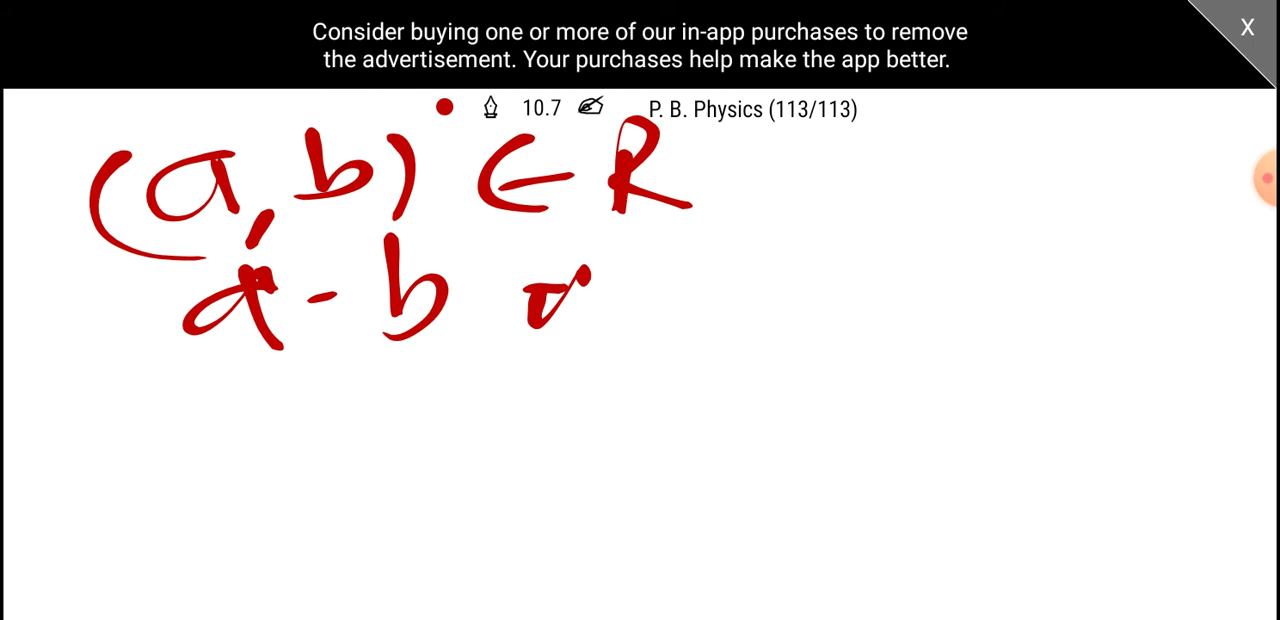 Consider buying one or more of our in-app purchases to remove
the advertisement. Your purchases help make the app better.
X
10.7 P. B. Physics (113/113)
(a, b) ∈ R
a - b